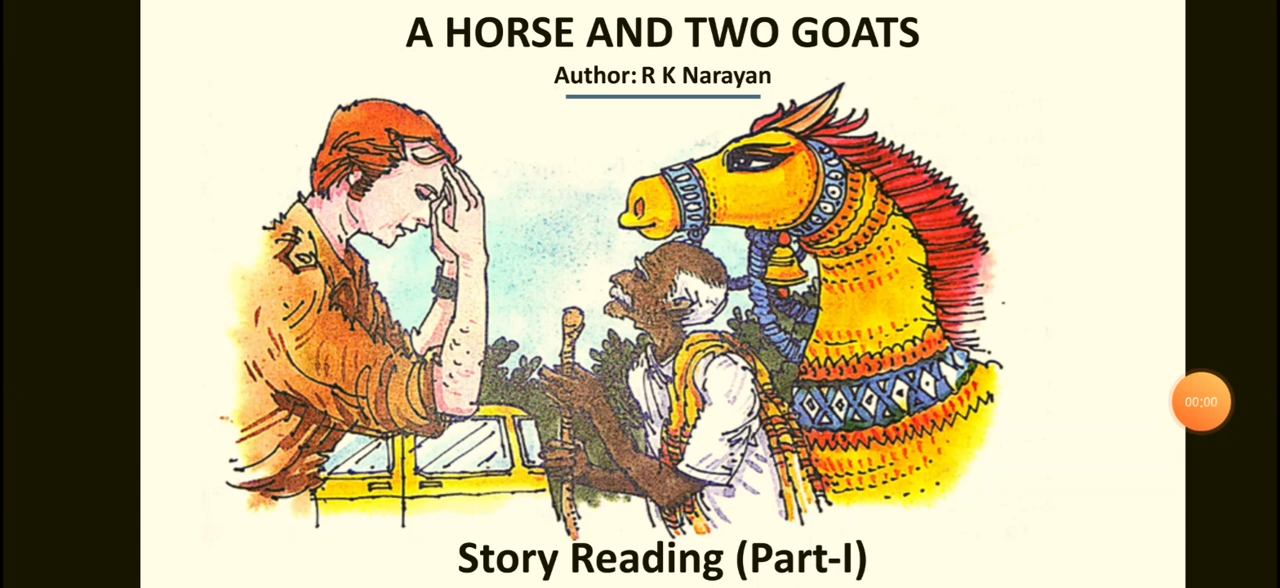 A HORSE AND TWO GOATS
Author: R K Narayan
00:00
Story Reading (Part-I)